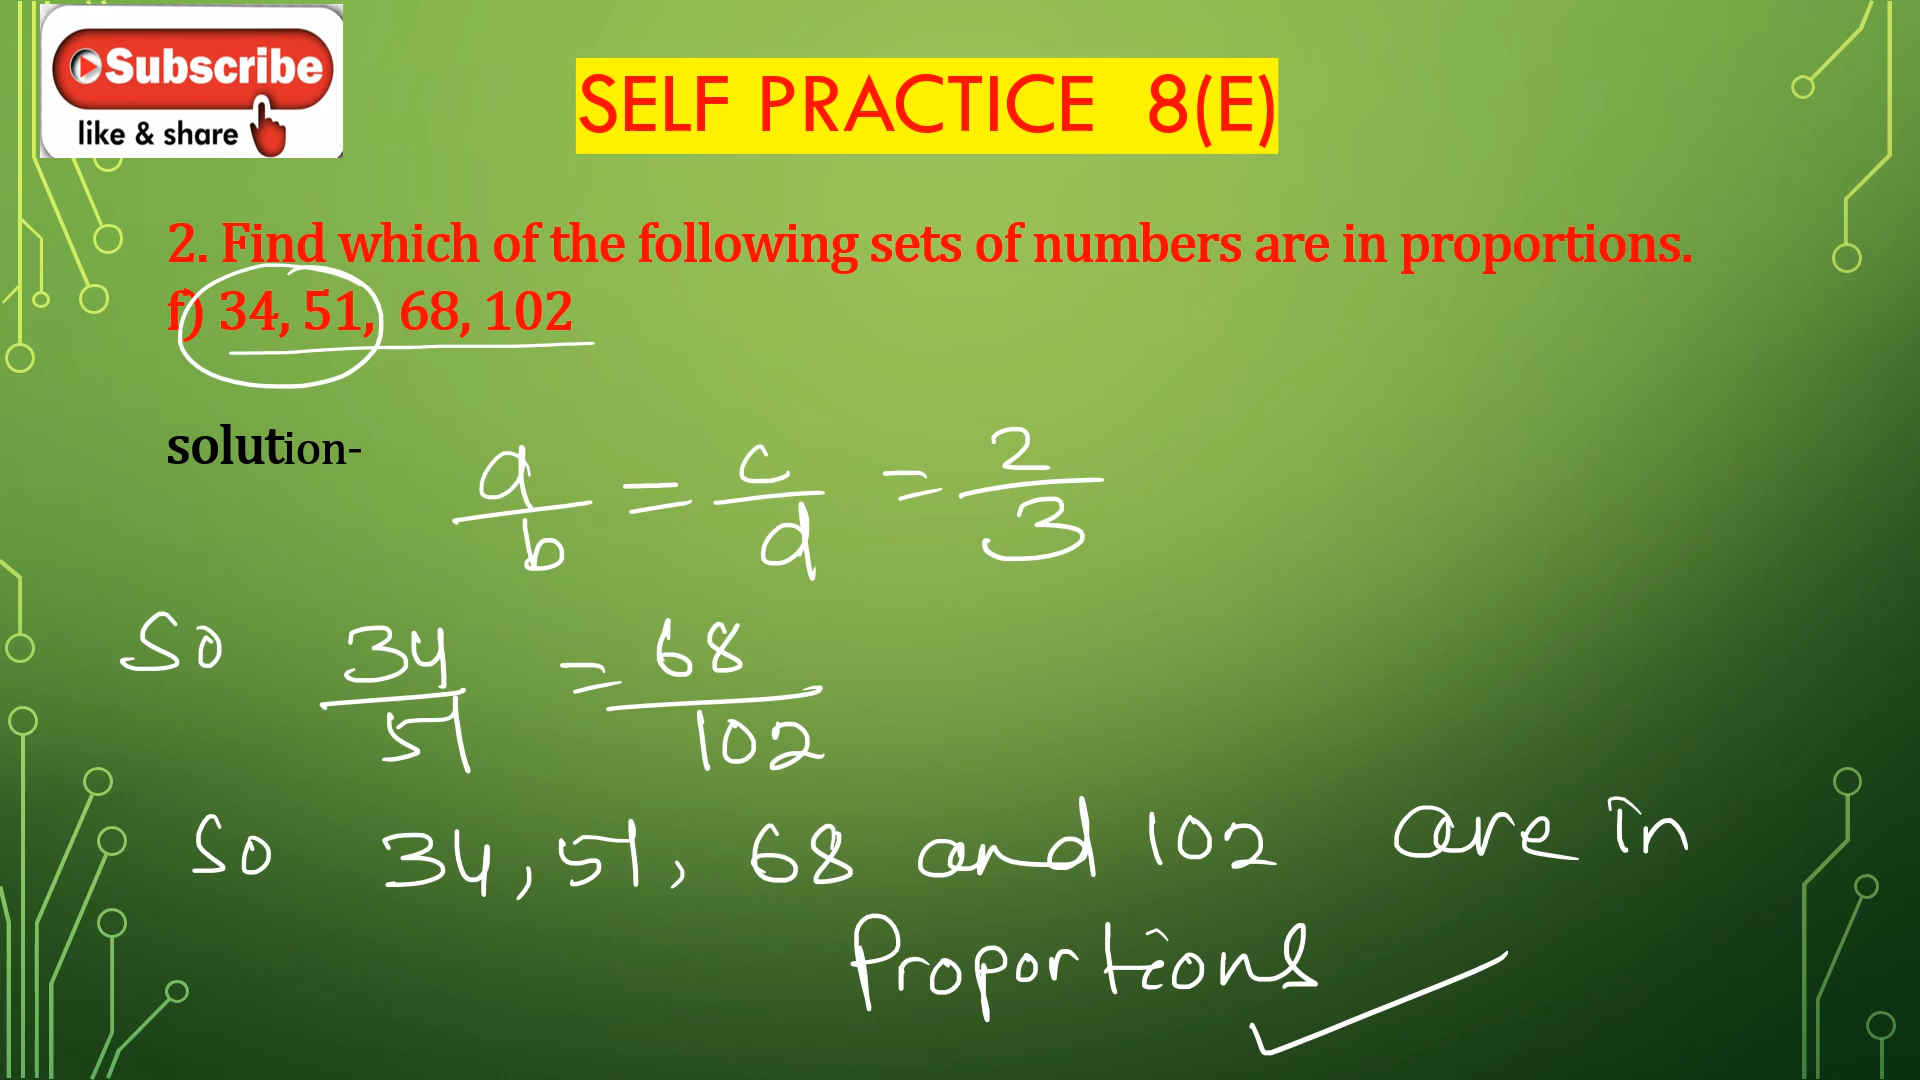 Subscribe
like & share
SELF PRACTICE 8(E)
2. Find which of the following sets of numbers are in proportions.
f) 34, 51, 68, 102
solution-
a/b = c/d = 2/3
So 34/51 = 68/102
So 34, 51, 68 and 102 are in
Proportions